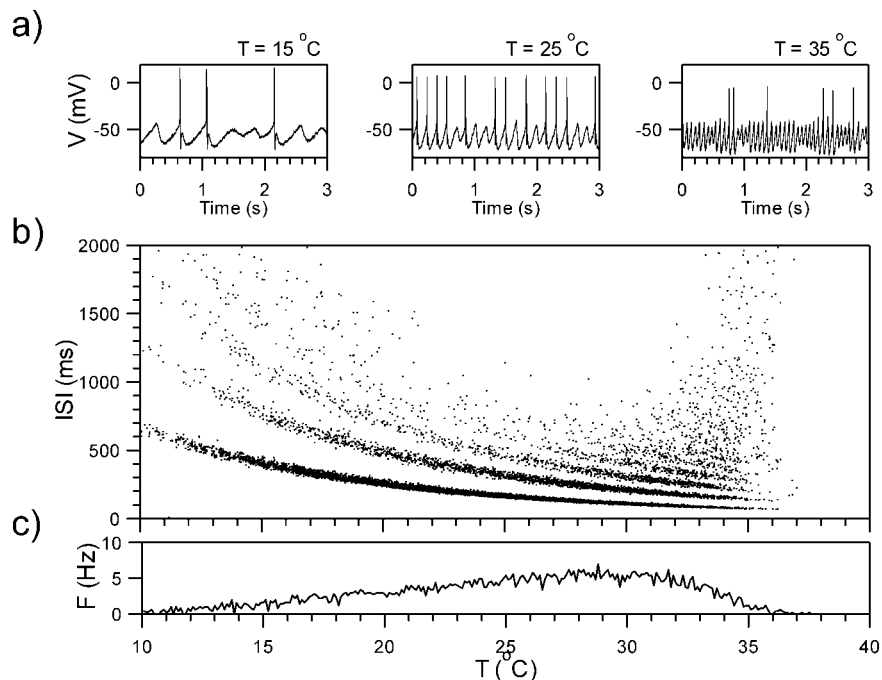 a)
T = 15 °C
T = 25 °C
T = 35 °C
V (mV)
0
-50
0
1
2
3
Time (s)
0
-50
0
1
2
3
Time (s)
0
-50
0
1
2
3
Time (s)
b)
ISI (ms)
2000
1500
1000
500
0
c)
F (Hz)
10
5
0
10
15
20
25
30
35
40
T (°C)